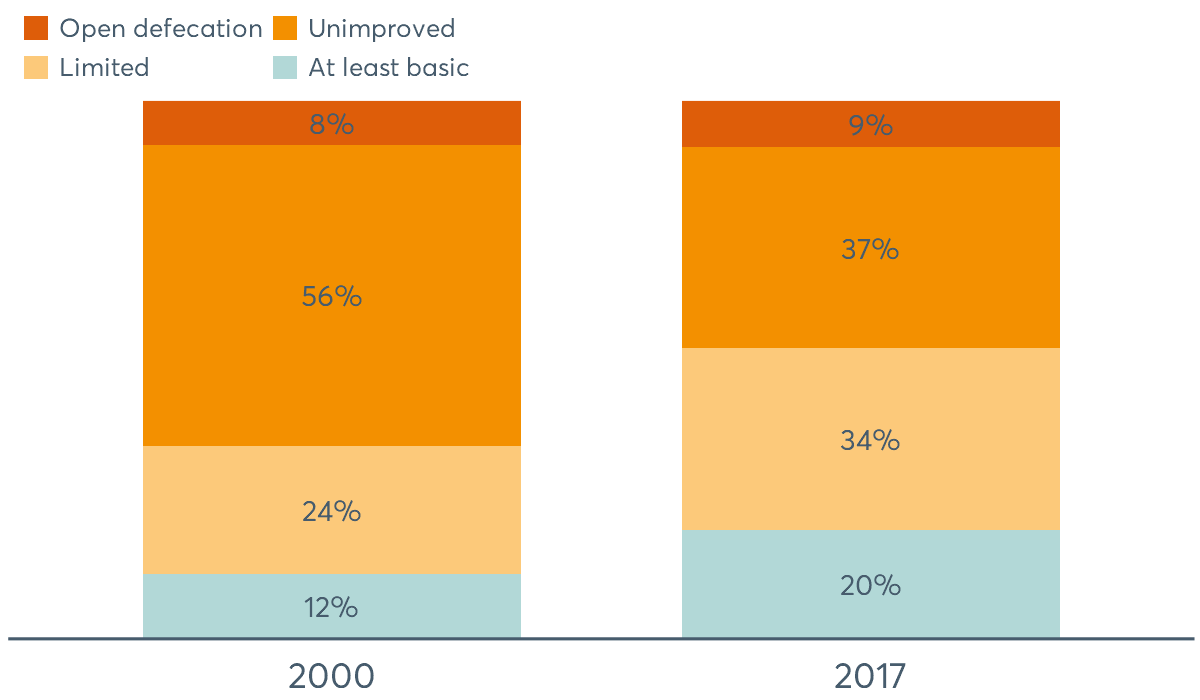 Open defecation Unimproved
Limited At least basic
8% 9%
56% 37%
24% 34%
12% 20%
2000 2017